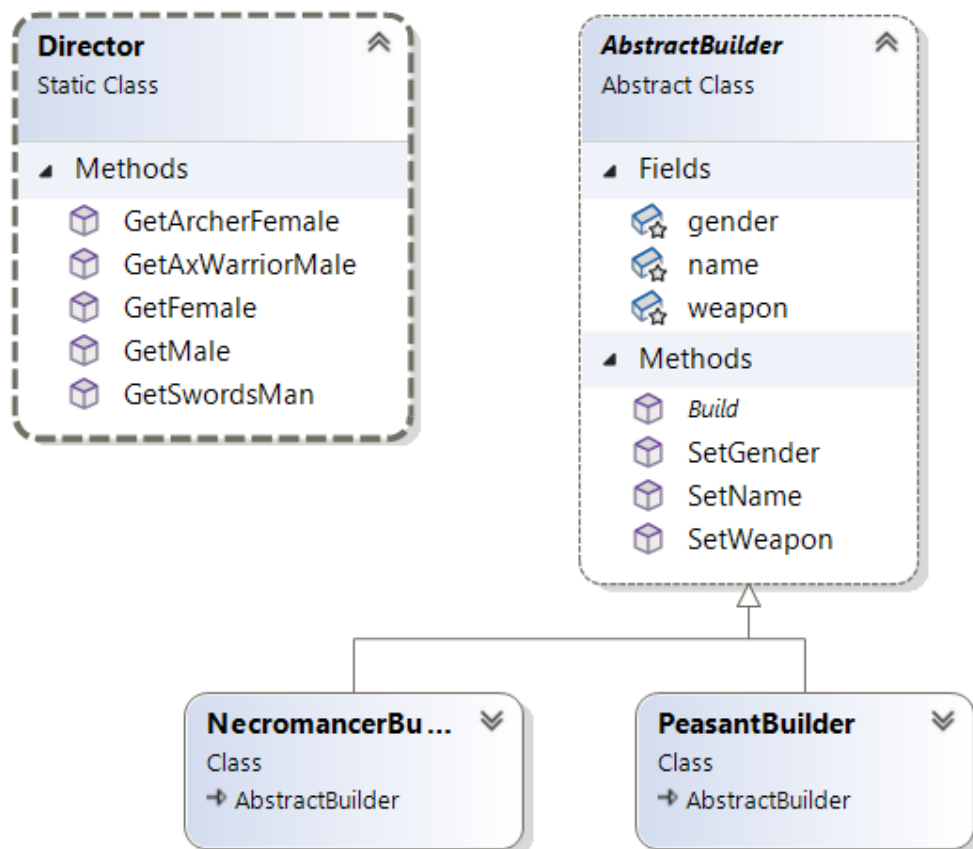 Director
Static Class
Methods
GetArcherFemale
GetAxWarriorMale
GetFemale
GetMale
GetSwordsMan
AbstractBuilder
Abstract Class
Fields
gender
name
weapon
Methods
Build
SetGender
SetName
SetWeapon
NecromancerBu...
Class
AbstractBuilder
PeasantBuilder
Class
AbstractBuilder